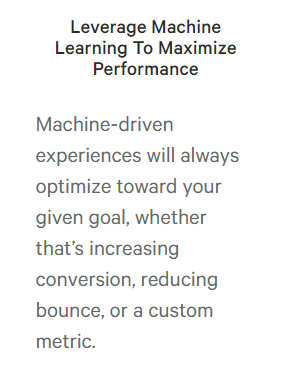 Leverage Machine
Learning To Maximize
Performance
Machine-driven
experiences will always
optimize toward your
given goal, whether
that’s increasing
conversion, reducing
bounce, or a custom
metric.